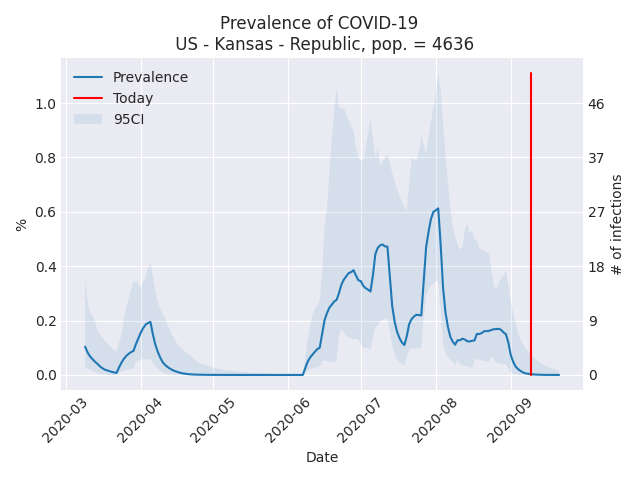 Prevalence of COVID-19
US - Kansas - Republic, pop. = 4636
Prevalence
Today
95CI
1.0
0.8
0.6
0.4
0.2
0.0
%
46
37
27
18
9
0
# of infections
2020-03
2020-04
2020-05
2020-06
2020-07
2020-08
2020-09
Date